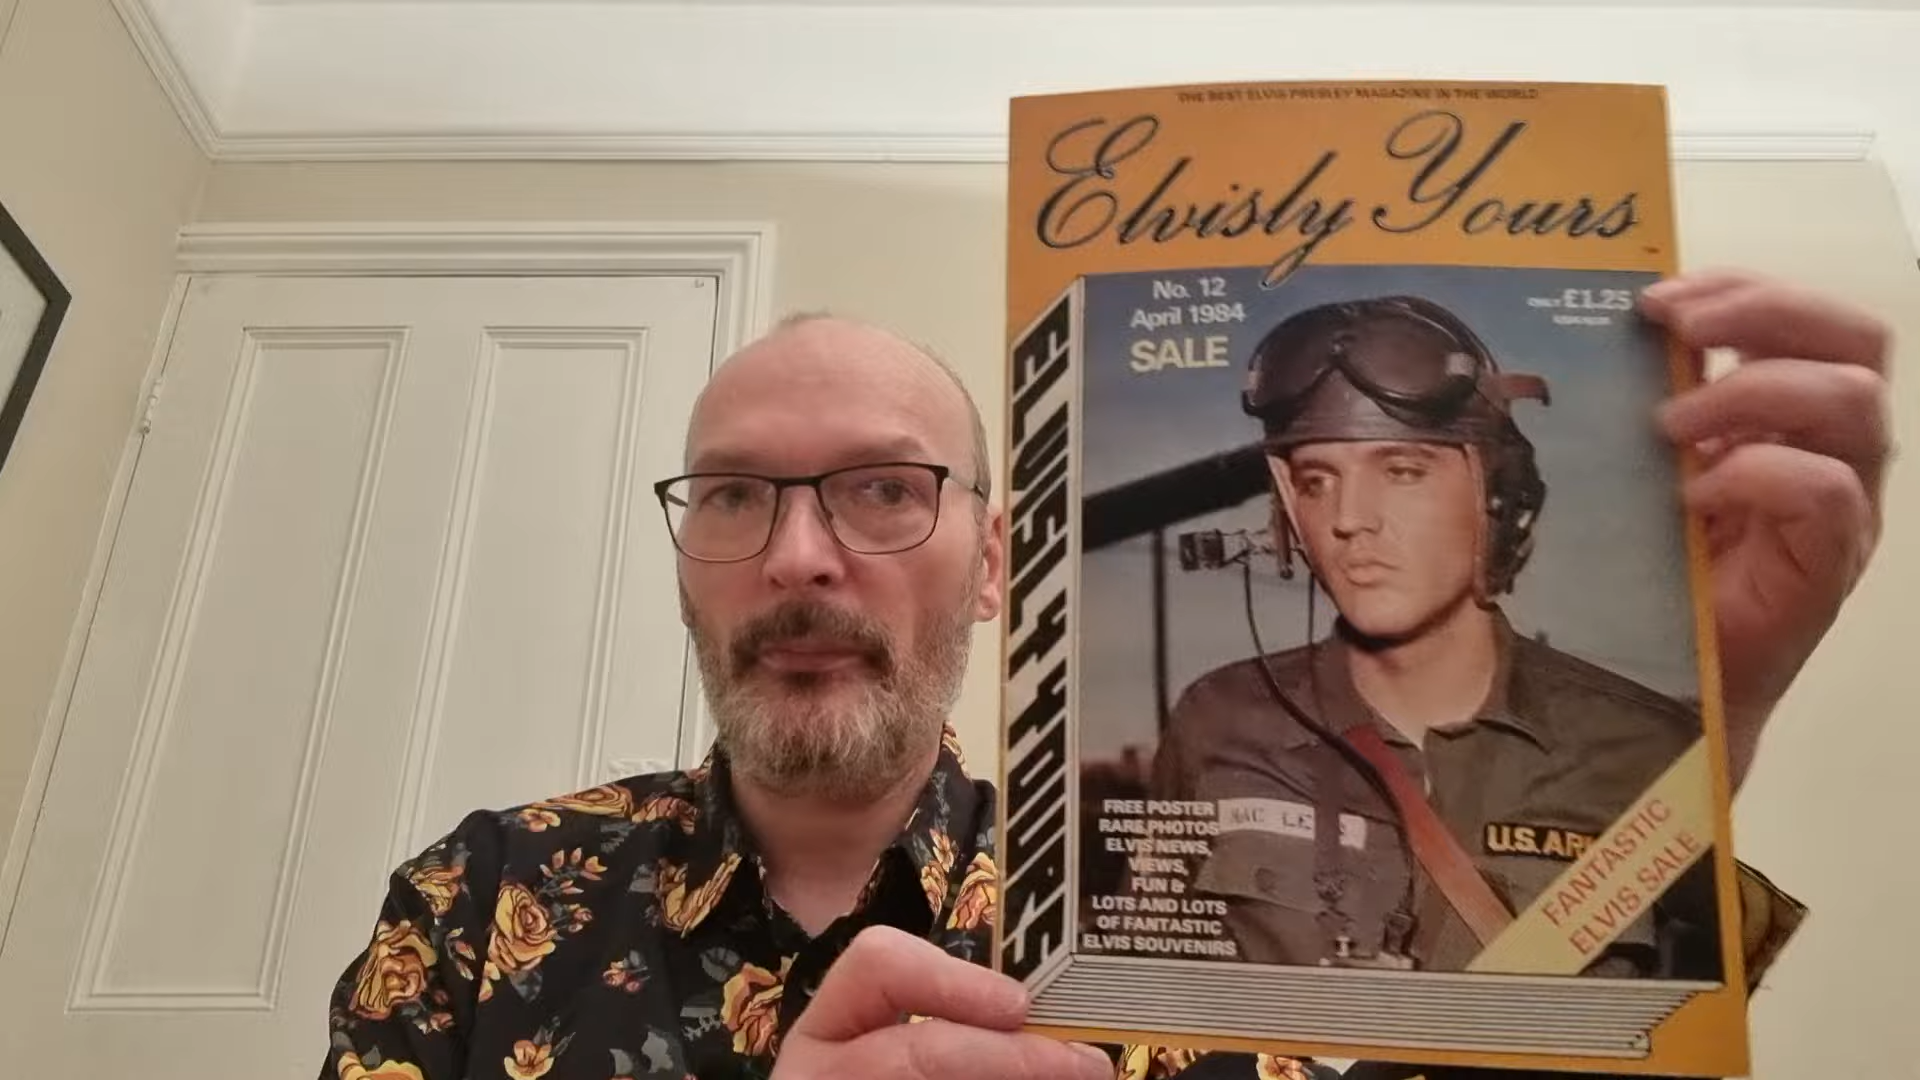 THE BEST ELVIS PRESLEY MAGAZINE IN THE WORLD
Elvisly Yours
No. 12
April 1984
SALE
ONLY £1.25
ELVISLY YOURS
FREE POSTER
RARE PHOTOS
ELVIS NEWS,
VIEWS,
FUN &
LOTS AND LOTS
OF FANTASTIC
ELVIS SOUVENIRS
U.S. AR
FANTASTIC
ELVIS SALE